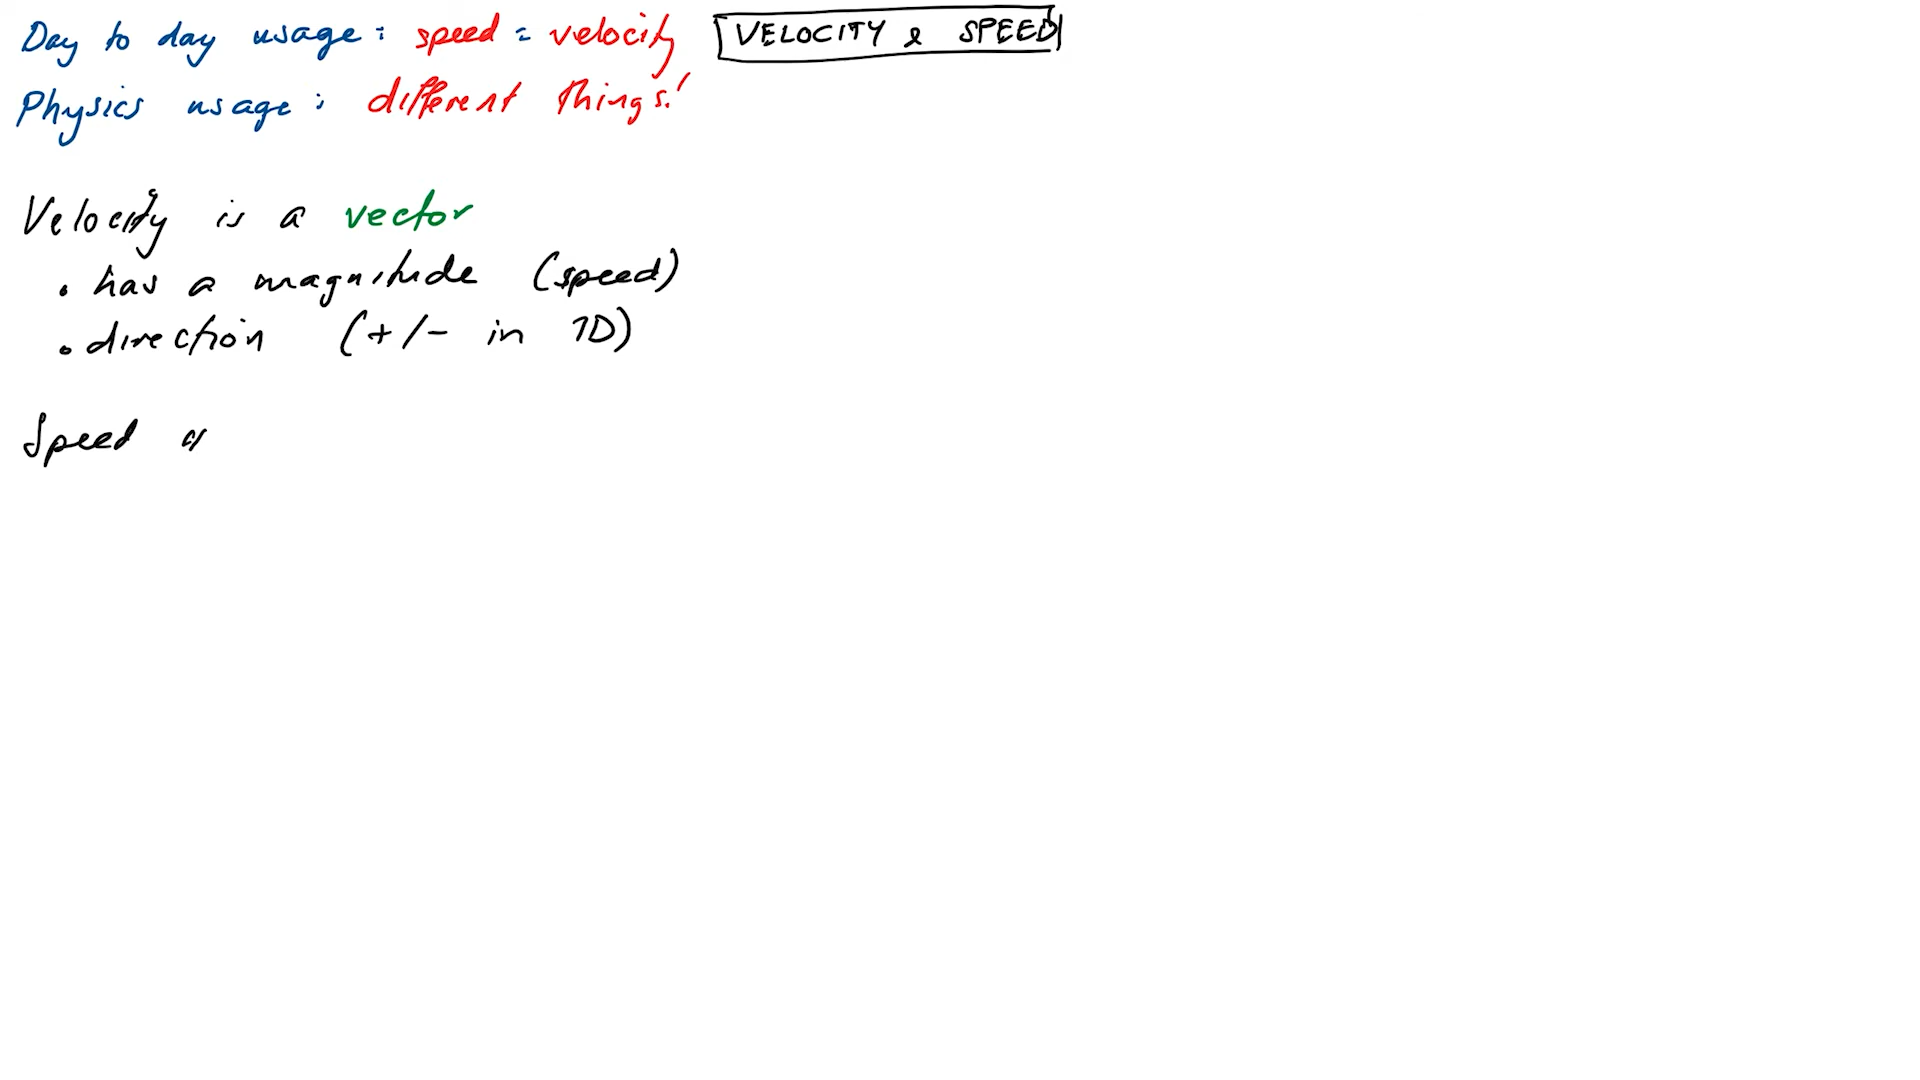 Day to day usage: speed = velocity
VELOCITY & SPEED
Physics usage: different things!
Velocity is a vector
• has a magnitude (speed)
• direction (+/- in 1D)
Speed